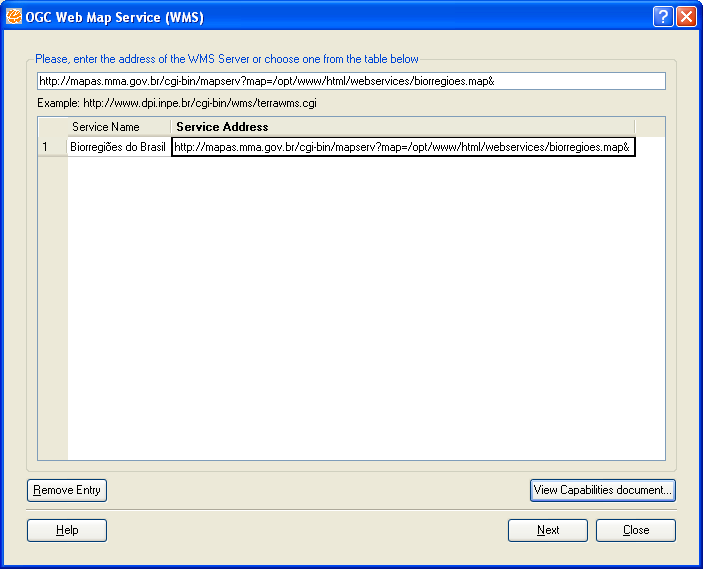 OGC Web Map Service (WMS)
Please, enter the address of the WMS Server or choose one from the table below
http://mapas.mma.gov.br/cgi-bin/mapserv?map=/opt/www/html/webservices/biorregioes.map&
Example: http://www.dpi.inpe.br/cgi-bin/wms/terrawms.cgi
Service Name Service Address
1 Biorregiões do Brasil http://mapas.mma.gov.br/cgi-bin/mapserv?map=/opt/www/html/webservices/biorregioes.map&
Remove Entry View Capabilities document...
Help Next Close